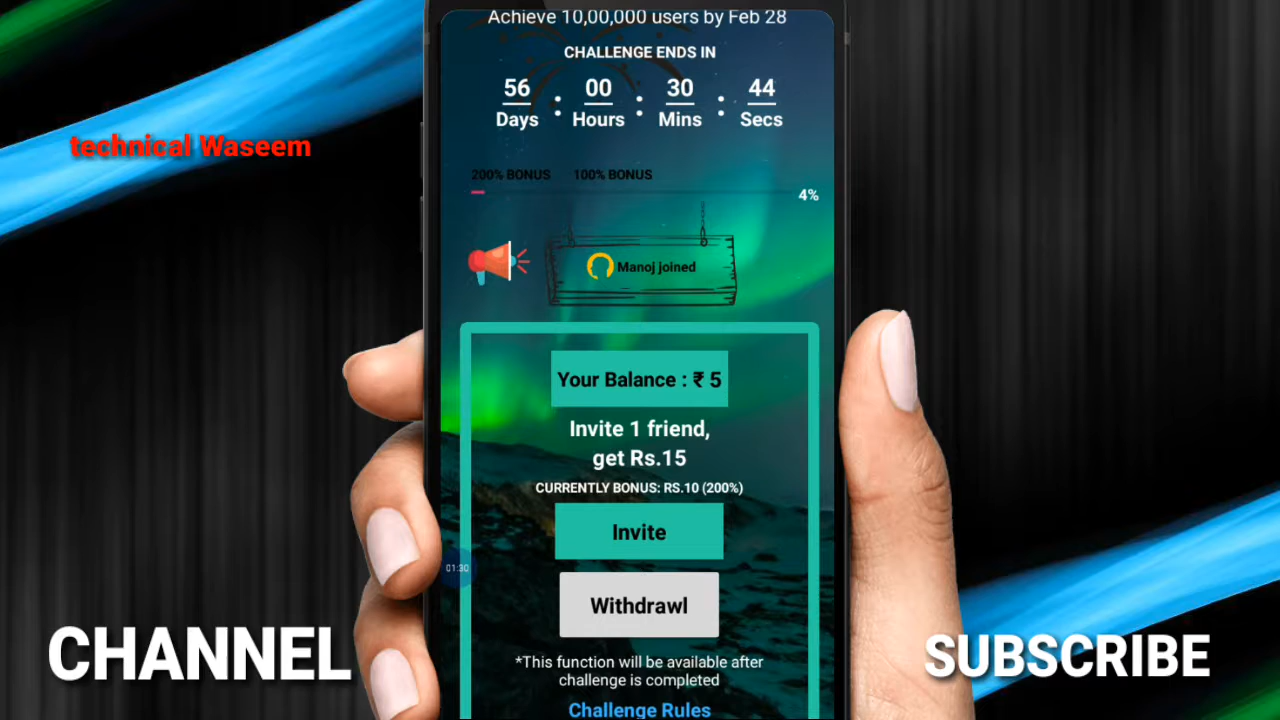 Achieve 10,00,000 users by Feb 28
CHALLENGE ENDS IN
56 : 00 : 30 : 44
Days Hours Mins Secs
technical Waseem
200% BONUS 100% BONUS
4%
Manoj joined
Your Balance : ₹ 5
Invite 1 friend,
get Rs.15
CURRENTLY BONUS: RS.10 (200%)
Invite
01:30
Withdrawl
CHANNEL
SUBSCRIBE
*This function will be available after
challenge is completed
Challenge Rules